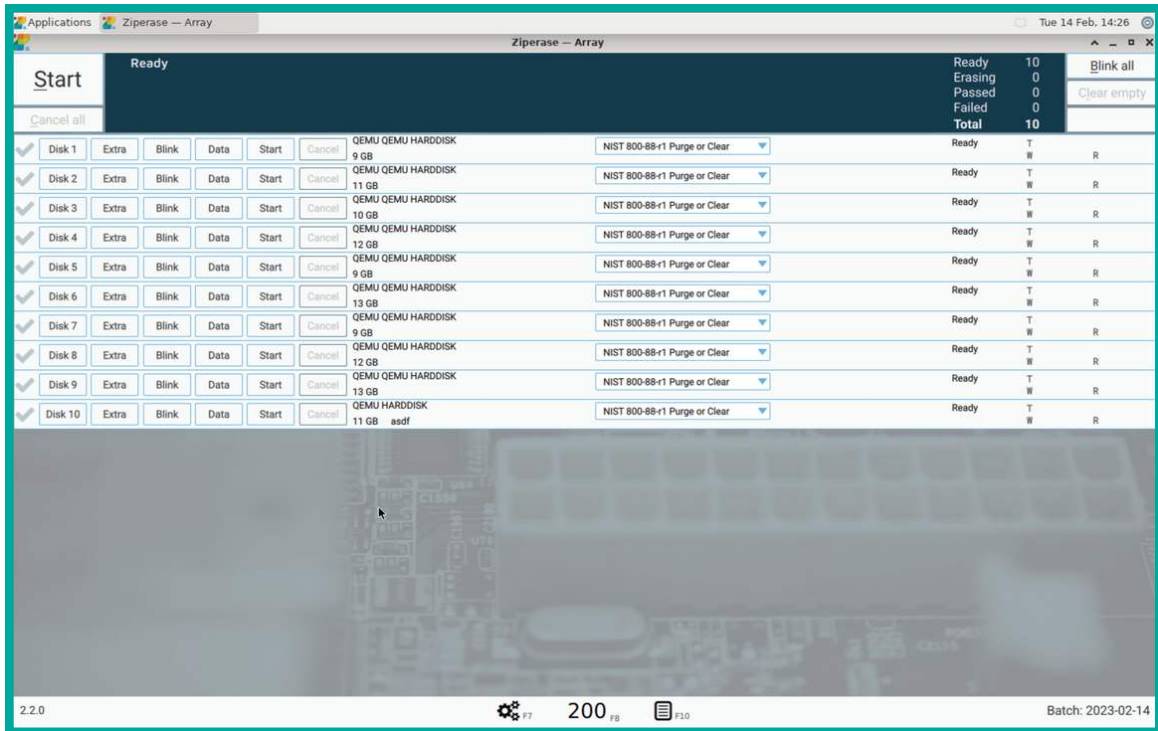 Applications Ziperase — Array Tue 14 Feb, 14:26
Ziperase — Array
Start
Cancel all
Ready
Ready 10
Erasing 0
Passed 0
Failed 0
Total 10
Blink all
Clear empty
Disk 1 Extra Blink Data Start Cancel QEMU QEMU HARDDISK NIST 800-88-r1 Purge or Clear Ready T
9 GB W R
Disk 2 Extra Blink Data Start Cancel QEMU QEMU HARDDISK NIST 800-88-r1 Purge or Clear Ready T
11 GB W R
Disk 3 Extra Blink Data Start Cancel QEMU QEMU HARDDISK NIST 800-88-r1 Purge or Clear Ready T
10 GB W R
Disk 4 Extra Blink Data Start Cancel QEMU QEMU HARDDISK NIST 800-88-r1 Purge or Clear Ready T
12 GB W R
Disk 5 Extra Blink Data Start Cancel QEMU QEMU HARDDISK NIST 800-88-r1 Purge or Clear Ready T
9 GB W R
Disk 6 Extra Blink Data Start Cancel QEMU QEMU HARDDISK NIST 800-88-r1 Purge or Clear Ready T
13 GB W R
Disk 7 Extra Blink Data Start Cancel QEMU QEMU HARDDISK NIST 800-88-r1 Purge or Clear Ready T
9 GB W R
Disk 8 Extra Blink Data Start Cancel QEMU QEMU HARDDISK NIST 800-88-r1 Purge or Clear Ready T
12 GB W R
Disk 9 Extra Blink Data Start Cancel QEMU QEMU HARDDISK NIST 800-88-r1 Purge or Clear Ready T
13 GB W R
Disk 10 Extra Blink Data Start Cancel QEMU HARDDISK NIST 800-88-r1 Purge or Clear Ready T
11 GB asdf W R
2.2.0 F7 200 F8 F10 Batch: 2023-02-14